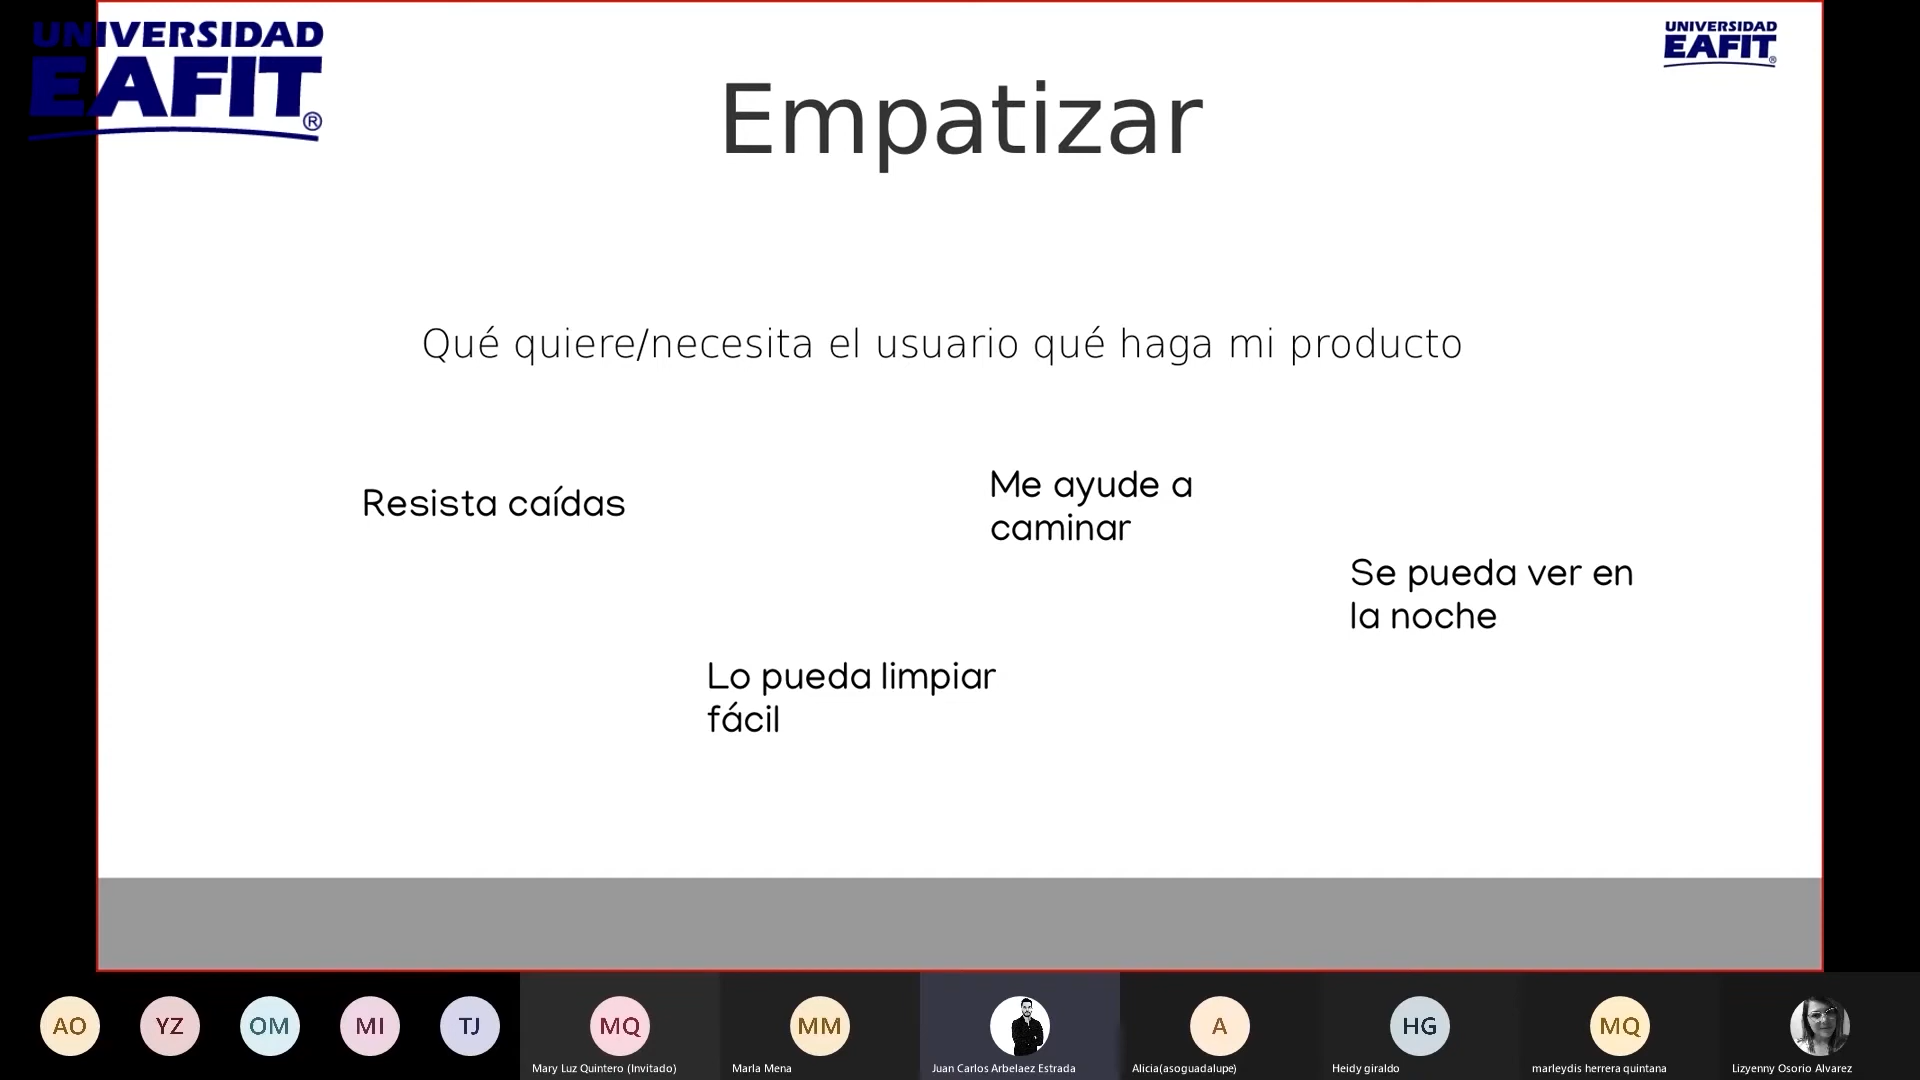 UNIVERSIDAD
EAFIT®
UNIVERSIDAD
EAFIT®
Empatizar
Qué quiere/necesita el usuario qué haga mi producto
Resista caídas
Me ayude a
caminar
Se pueda ver en
la noche
Lo pueda limpiar
fácil
AO
YZ
OM
MI
TJ
MQ
MM
A
HG
MQ
Mary Luz Quintero (Invitado)
Marla Mena
Juan Carlos Arbelaez Estrada
Alicia(asoguadalupe)
Heidy giraldo
marleydis herrera quintana
Lizyenny Osorio Alvarez